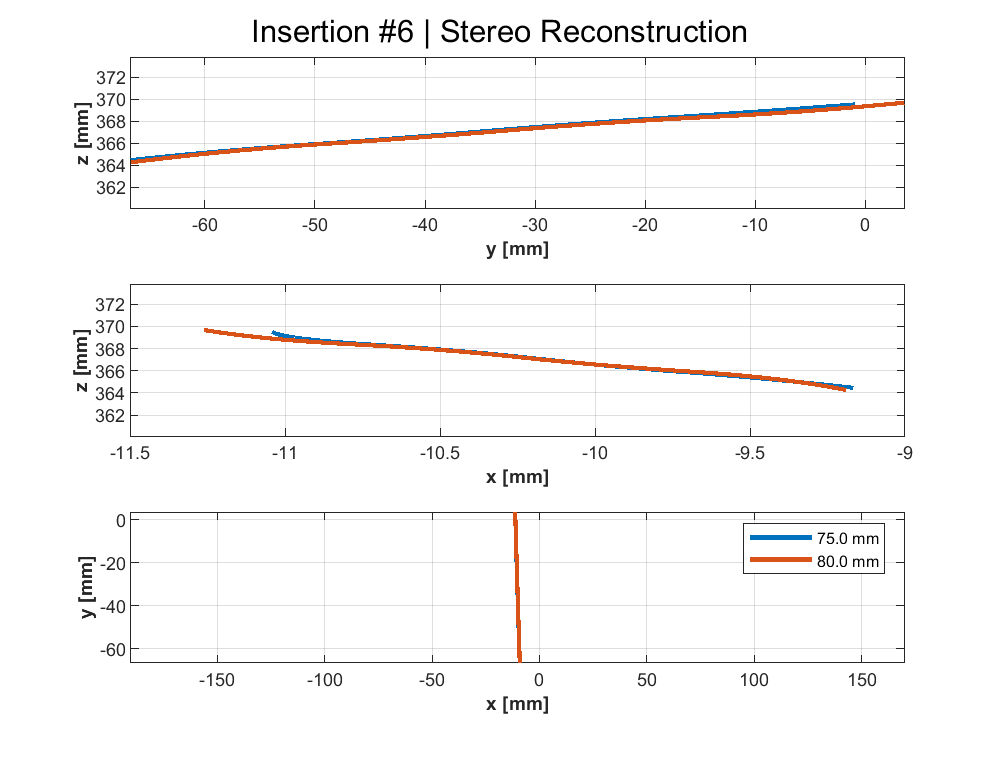 Insertion #6 | Stereo Reconstruction
372
370
368
366
364
362
z [mm]
-60 -50 -40 -30 -20 -10 0
y [mm]
372
370
368
366
364
362
z [mm]
-11.5 -11 -10.5 -10 -9.5 -9
x [mm]
0
-20
-40
-60
y [mm]
75.0 mm
80.0 mm
-150 -100 -50 0 50 100 150
x [mm]